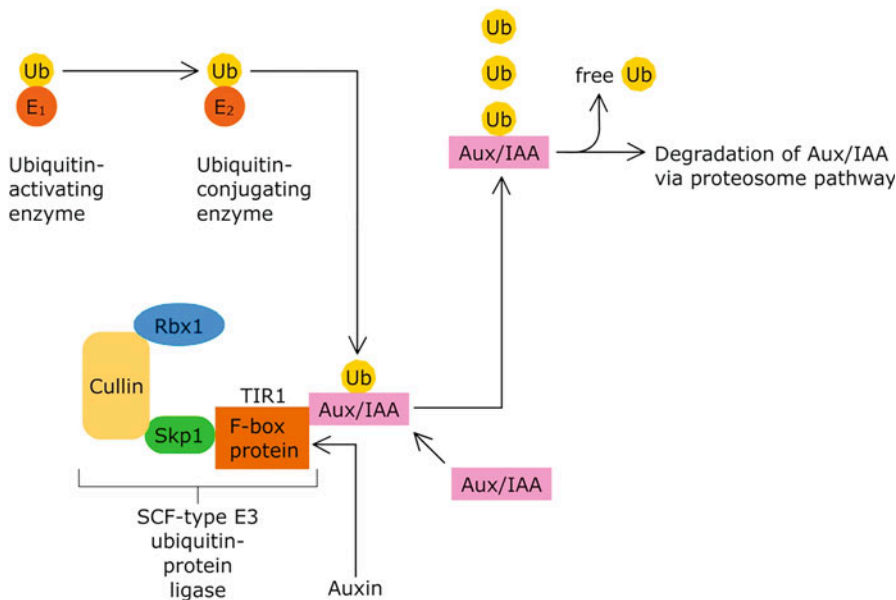 Ub
Ub
Ub
free Ub
Ub
Ub
E1
E2
Aux/IAA
Degradation of Aux/IAA
via proteosome pathway
Ubiquitin-
activating
enzyme
Ubiquitin-
conjugating
enzyme
Rbx1
Cullin
Ub
TIR1
Aux/IAA
Skp1
F-box
protein
Aux/IAA
SCF-type E3
ubiquitin-
protein
ligase
Auxin